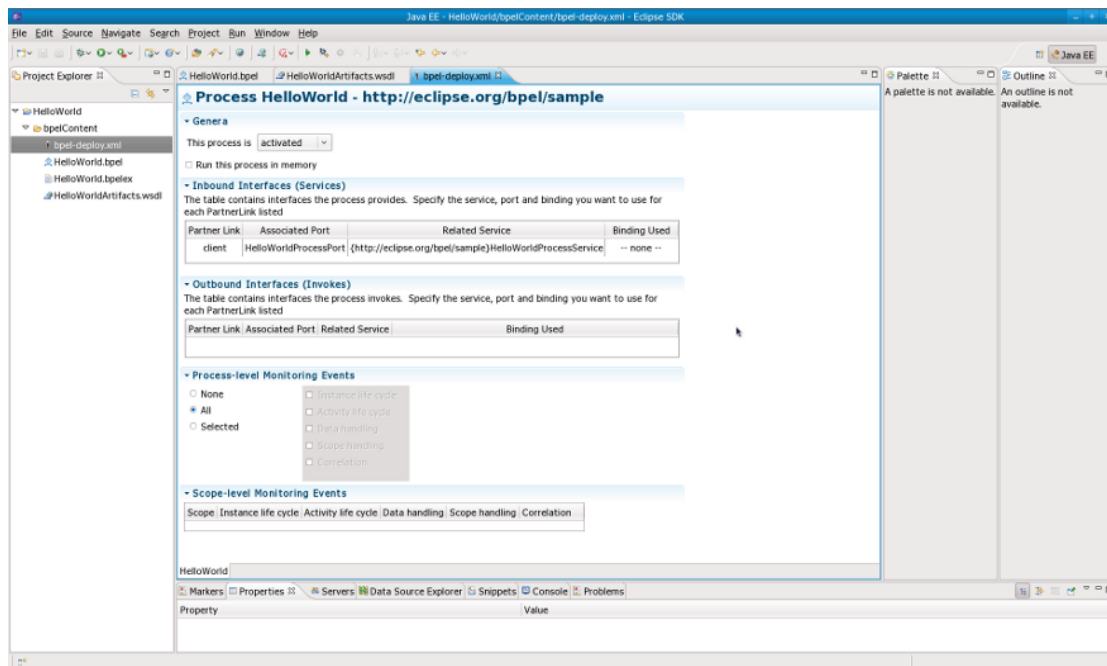 Java EE - HelloWorld/bpelContent/bpel-deploy.xml - Eclipse SDK
File Edit Source Navigate Search Project Run Window Help
Java EE
Project Explorer
HelloWorld
bpelContent
bpel-deploy.xml
HelloWorld.bpel
HelloWorld.bpelex
HelloWorldArtifacts.wsdl
HelloWorld.bpel HelloWorldArtifacts.wsdl bpel-deploy.xml
Process HelloWorld - http://eclipse.org/bpel/sample
Genera
This process is activated
Run this process in memory
Inbound Interfaces (Services)
The table contains interfaces the process provides. Specify the service, port and binding you want to use for
each PartnerLink listed
Partner Link Associated Port Related Service Binding Used
client HelloWorldProcessPort {http://eclipse.org/bpel/sample}HelloWorldProcessService -- none --
Outbound Interfaces (Invokes)
The table contains interfaces the process invokes. Specify the service, port and binding you want to use for
each PartnerLink listed
Partner Link Associated Port Related Service Binding Used
Process-level Monitoring Events
None
All
Selected
Instance life cycle
Activity life cycle
Data handling
Scope handling
Correlation
Scope-level Monitoring Events
Scope Instance life cycle Activity life cycle Data handling Scope handling Correlation
HelloWorld
Palette
A palette is not available.
Outline
An outline is not
available.
Markers Properties Servers Data Source Explorer Snippets Console Problems
Property Value